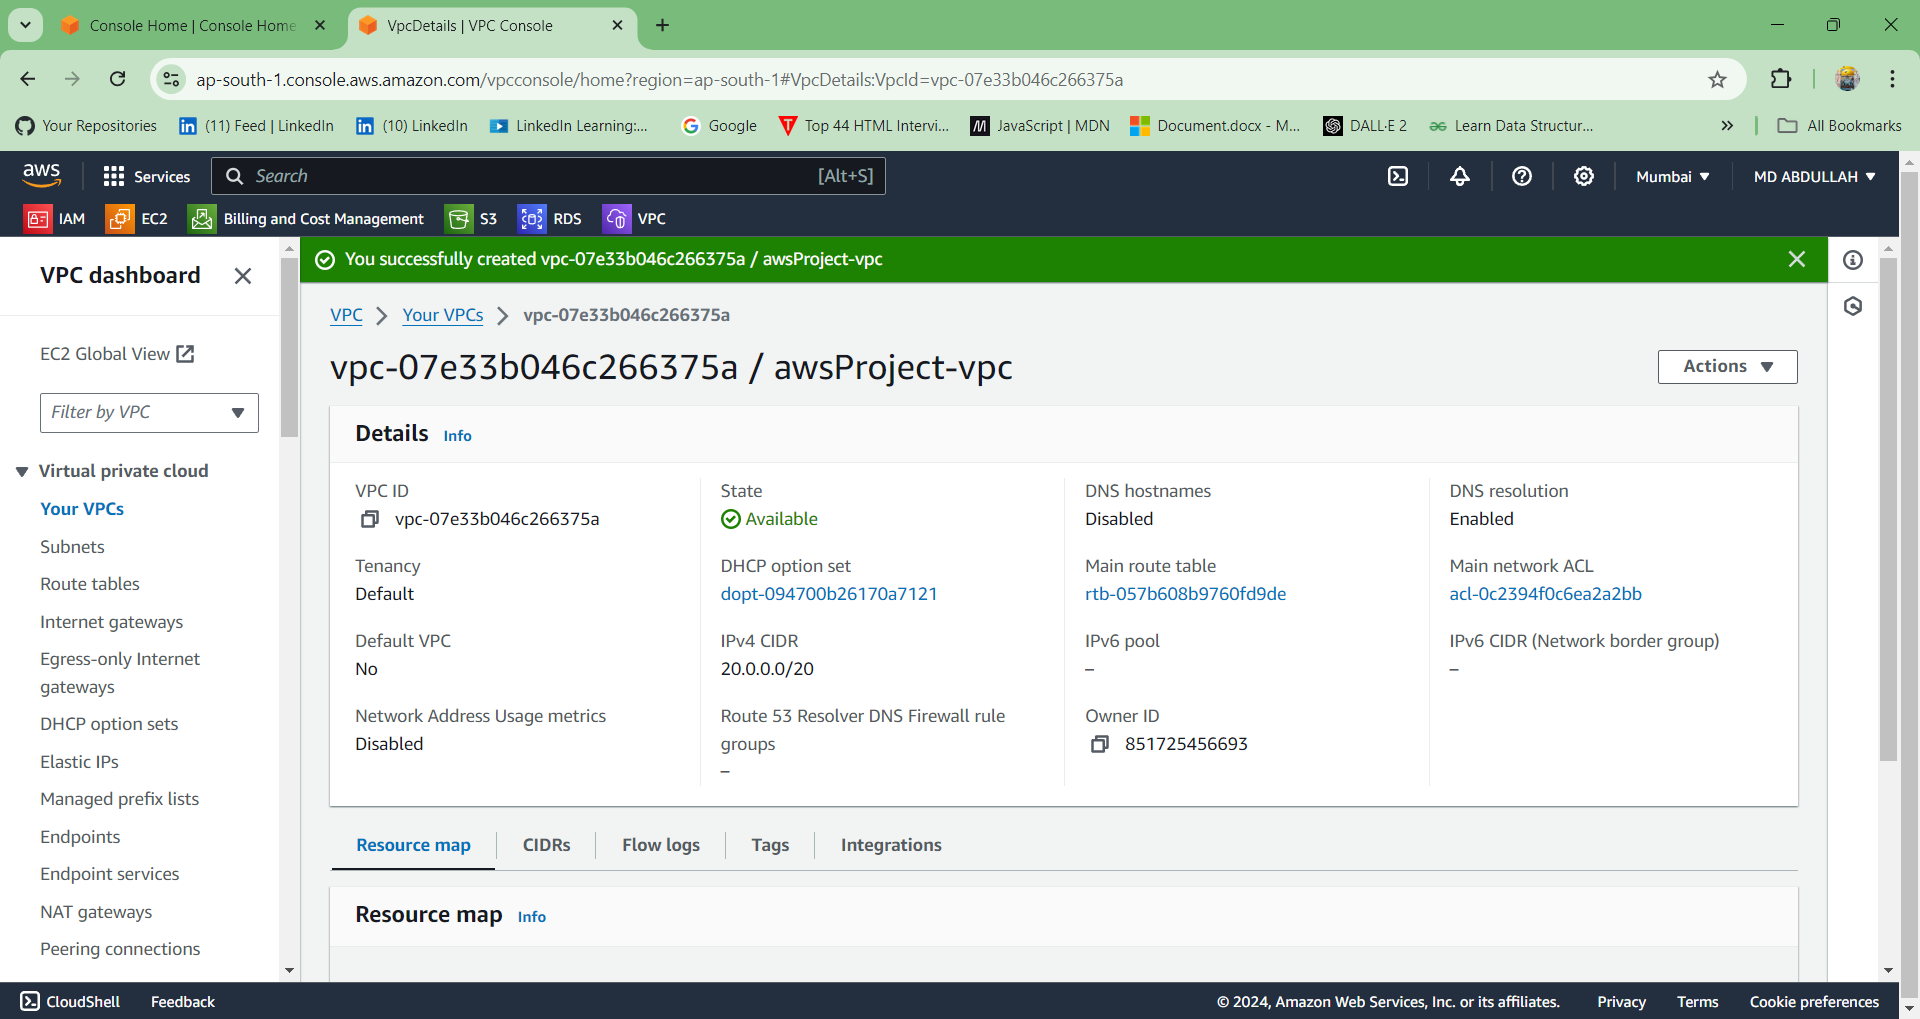 Console Home | Console Home
VpcDetails | VPC Console
ap-south-1.console.aws.amazon.com/vpcconsole/home?region=ap-south-1#VpcDetails:VpcId=vpc-07e33b046c266375a
Your Repositories
(11) Feed | LinkedIn
(10) LinkedIn
LinkedIn Learning:...
Google
Top 44 HTML Intervi...
JavaScript | MDN
Document.docx - M...
DALL·E 2
Learn Data Structur...
All Bookmarks
aws
Services
Search
[Alt+S]
Mumbai
MD ABDULLAH
IAM
EC2
Billing and Cost Management
S3
RDS
VPC
VPC dashboard
EC2 Global View
Filter by VPC
Virtual private cloud
Your VPCs
Subnets
Route tables
Internet gateways
Egress-only Internet
gateways
DHCP option sets
Elastic IPs
Managed prefix lists
Endpoints
Endpoint services
NAT gateways
Peering connections
You successfully created vpc-07e33b046c266375a / awsProject-vpc
VPC
Your VPCs
vpc-07e33b046c266375a
vpc-07e33b046c266375a / awsProject-vpc
Actions
Details Info
VPC ID
vpc-07e33b046c266375a
State
Available
DNS hostnames
Disabled
DNS resolution
Enabled
Tenancy
Default
DHCP option set
dopt-094700b26170a7121
Main route table
rtb-057b608b9760fd9de
Main network ACL
acl-0c2394f0c6ea2a2bb
Default VPC
No
IPv4 CIDR
20.0.0.0/20
IPv6 pool
–
IPv6 CIDR (Network border group)
–
Network Address Usage metrics
Disabled
Route 53 Resolver DNS Firewall rule
groups
–
Owner ID
851725456693
Resource map
CIDRs
Flow logs
Tags
Integrations
Resource map Info
CloudShell
Feedback
© 2024, Amazon Web Services, Inc. or its affiliates.
Privacy
Terms
Cookie preferences